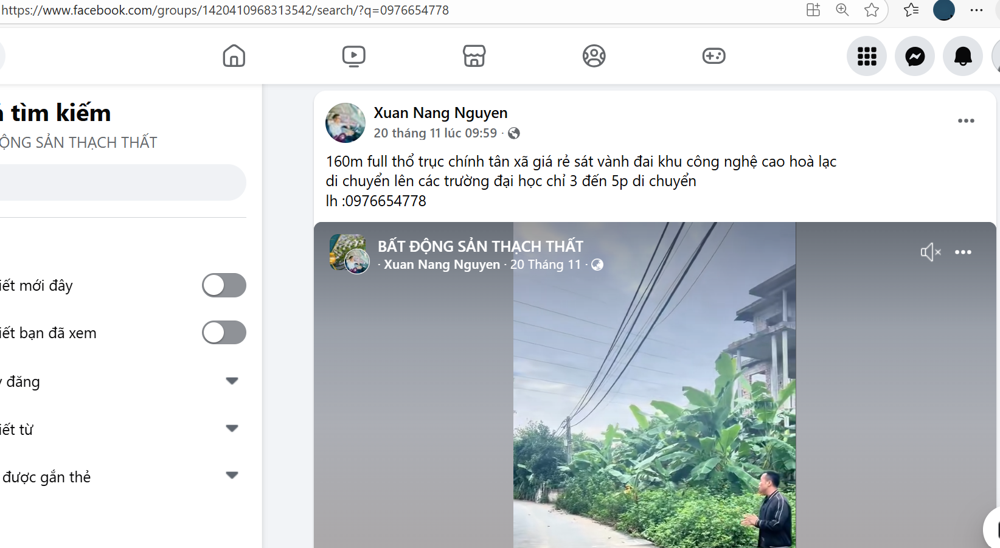 https://www.facebook.com/groups/1420410968313542/search/?q=0976654778
tìm kiếm
ỘNG SẢN THẠCH THẤT
iết mới đây
iết bạn đã xem
đăng
iết từ
được gắn thẻ
Xuan Nang Nguyen
20 tháng 11 lúc 09:59 ·
160m full thổ trục chính tân xã giá rẻ sát vành đai khu công nghệ cao hoà lạc
di chuyển lên các trường đại học chỉ 3 đến 5p di chuyển
lh :0976654778
BẤT ĐỘNG SẢN THẠCH THẤT
· Xuan Nang Nguyen · 20 Tháng 11 ·